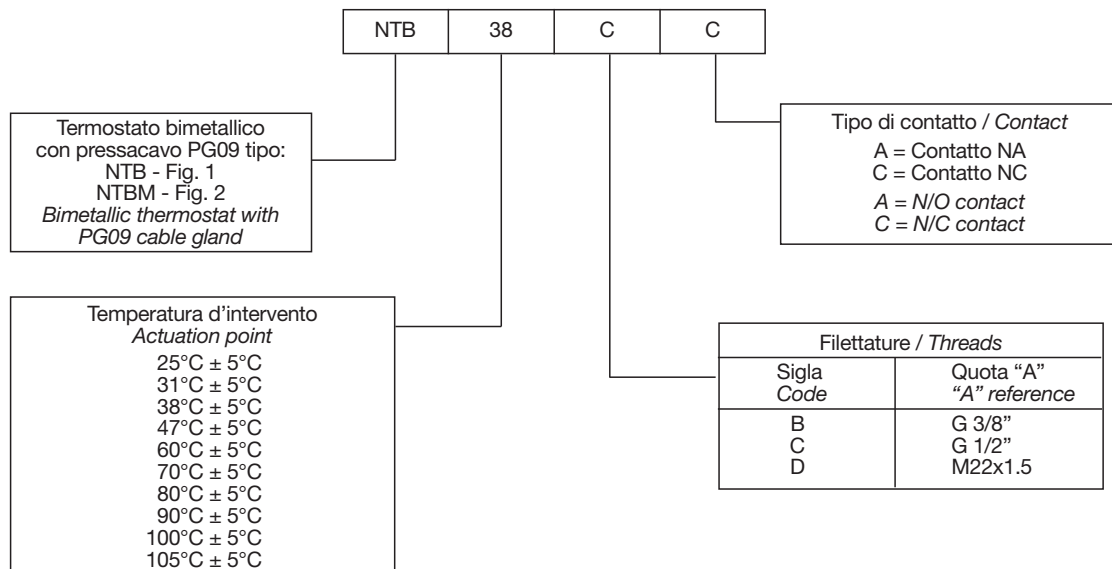 NTB 38 C C
Termostato bimetallico
con pressacavo PG09 tipo:
NTB - Fig. 1
NTBM - Fig. 2
Bimetallic thermostat with
PG09 cable gland
Tipo di contatto / Contact
A = Contatto NA
C = Contatto NC
A = N/O contact
C = N/C contact
Temperatura d’intervento
Actuation point
25°C ± 5°C
31°C ± 5°C
38°C ± 5°C
47°C ± 5°C
60°C ± 5°C
70°C ± 5°C
80°C ± 5°C
90°C ± 5°C
100°C ± 5°C
105°C ± 5°C
Filettature / Threads
Sigla Quota “A”
Code “A” reference
B G 3/8”
C G 1/2”
D M22x1.5